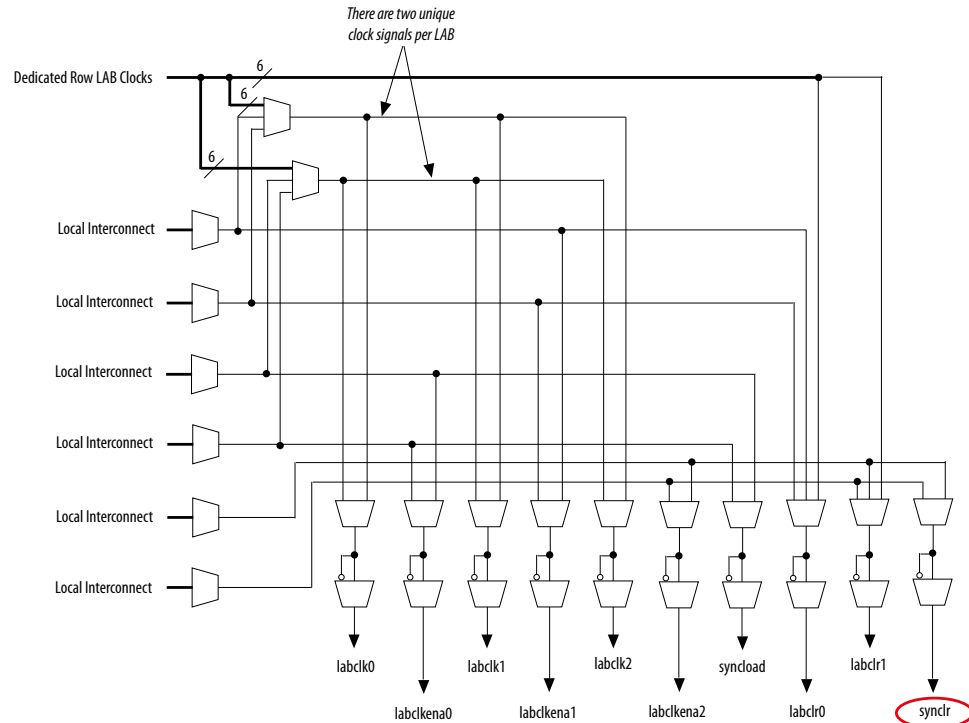 There are two unique
clock signals per LAB
Dedicated Row LAB Clocks
6
6
6
Local Interconnect
Local Interconnect
Local Interconnect
Local Interconnect
Local Interconnect
Local Interconnect
labclk0
labclk1
labclk2
syncload
labclr1
labclkena0
labclkena1
labclkena2
labclr0
synclr